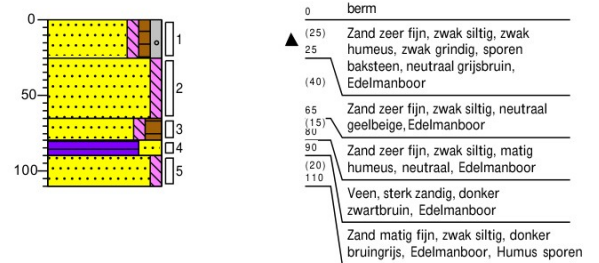 0
50
100
1
2
3
4
5
0 berm
(25) Zand zeer fijn, zwak siltig, zwak
25 humeus, zwak grindig, sporen
baksteen, neutraal grijsbruin,
(40) Edelmanboor
65 Zand zeer fijn, zwak siltig, neutraal
(15) geelbeige, Edelmanboor
80 Zand zeer fijn, zwak siltig, matig
90 humeus, neutraal, Edelmanboor
(20)
110 Veen, sterk zandig, donker
zwartbruin, Edelmanboor
Zand matig fijn, zwak siltig, donker
bruingrijs, Edelmanboor, Humus sporen